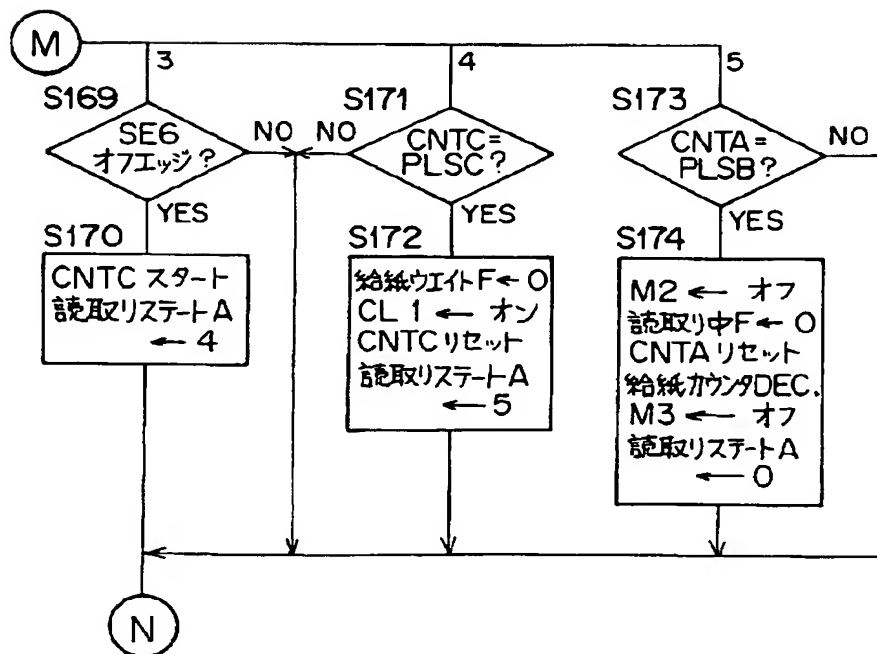 M
3
4
5
S169
SE6
オフエッジ?
NO
YES
S170
CNTC スタート
読取りステートA
← 4
S171
NO
CNTC=
PLSC?
YES
S172
給紙ウエイトF←0
CL1 ← オン
CNTCリセット
読取りステートA
← 5
S173
CNTA=
PLSB?
NO
YES
S174
M2 ← オフ
読取り中F←0
CNTAリセット
給紙カウンタDEC.
M3 ← オフ
読取リステートA
← 0
N